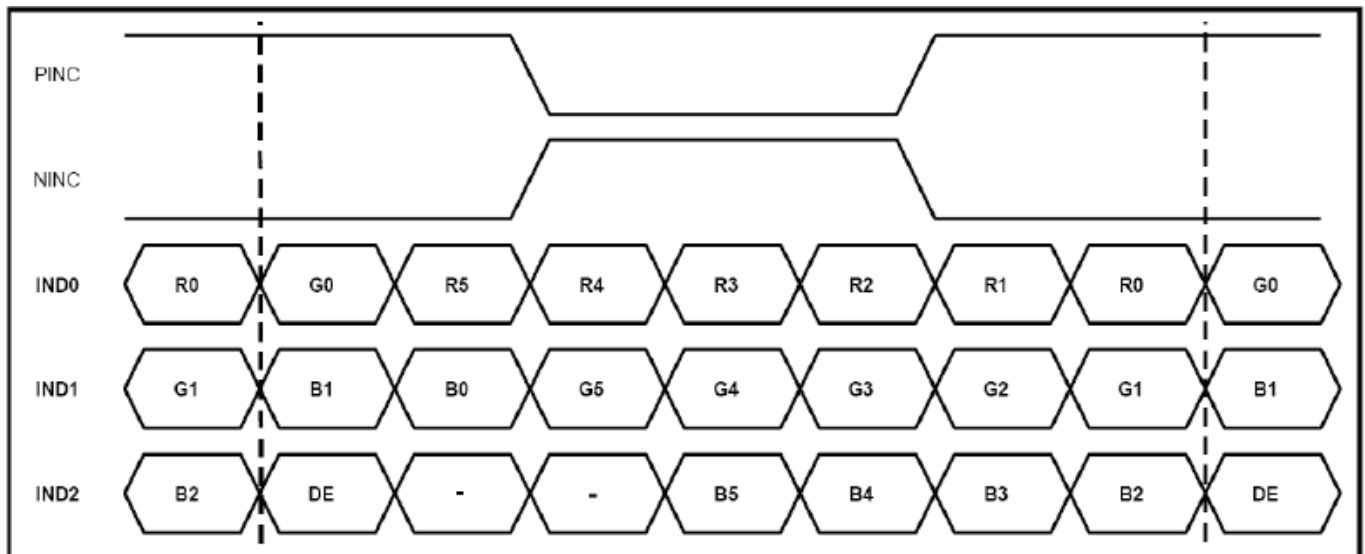 PINC
NINC
IND0 R0 G0 R5 R4 R3 R2 R1 R0 G0
IND1 G1 B1 B0 G5 G4 G3 G2 G1 B1
IND2 B2 DE - - B5 B4 B3 B2 DE